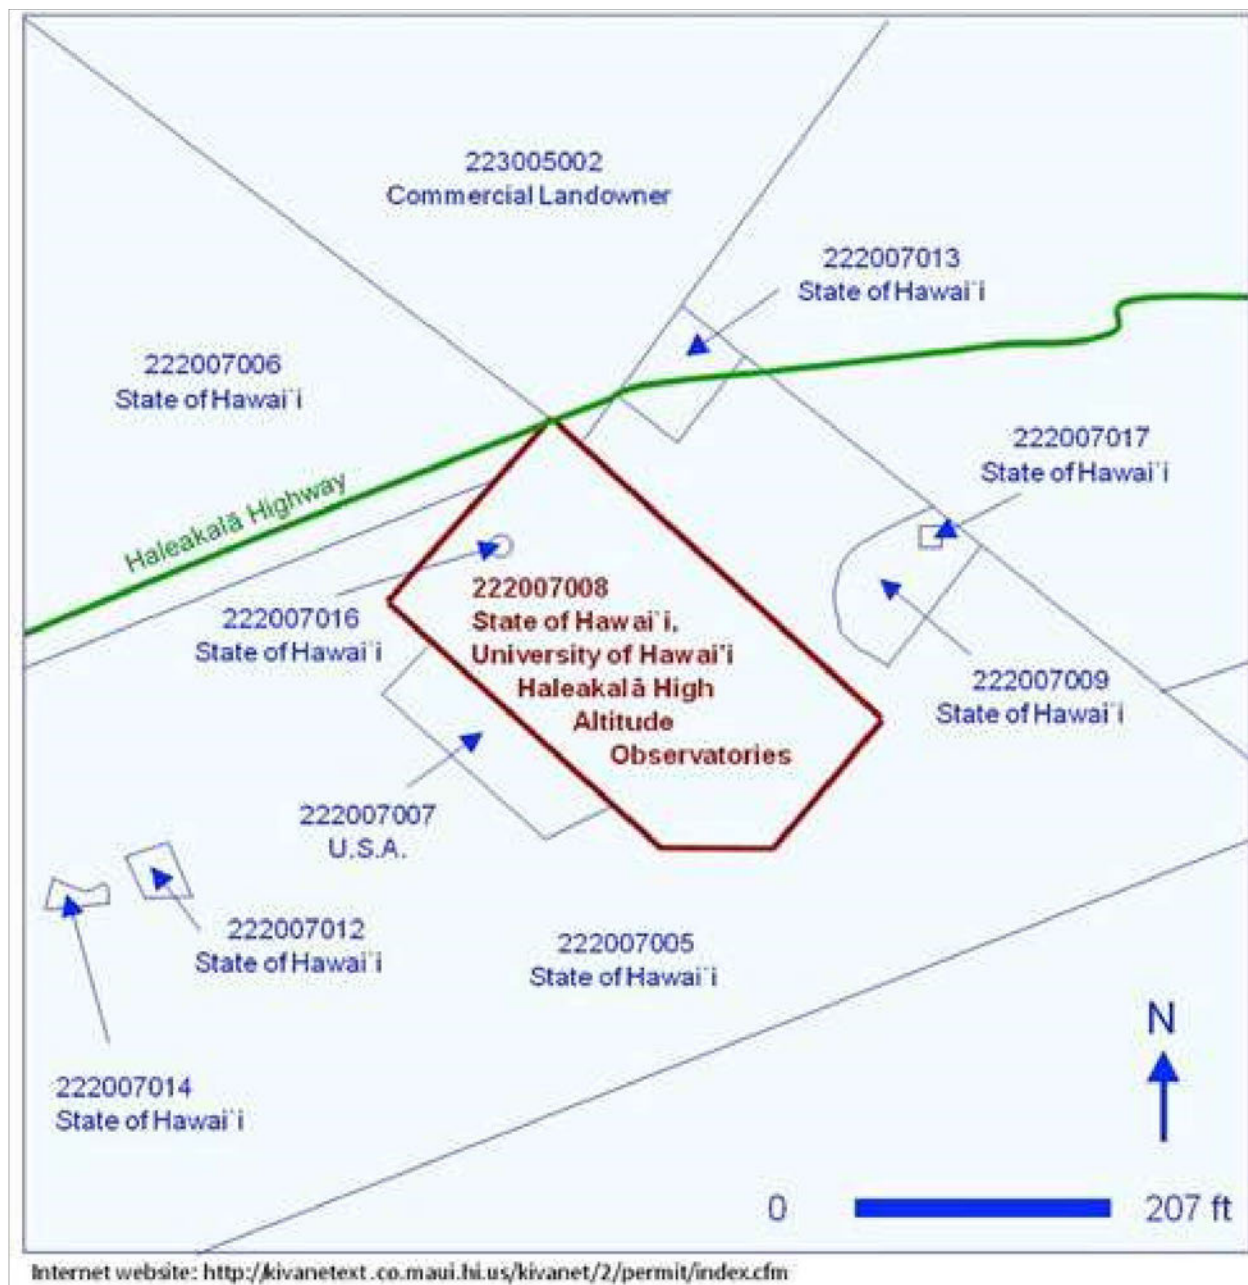 223005002
Commercial Landowner
222007013
State of Hawai`i
222007006
State of Hawai`i
222007017
State of Hawai`i
Haleakalā Highway
222007016
State of Hawai`i
222007008
State of Hawai`i,
University of Hawai'i
Haleakalā High
Altitude
Observatories
222007009
State of Hawai`i
222007007
U.S.A.
222007012
State of Hawai`i
222007005
State of Hawai`i
222007014
State of Hawai`i
N
0 207 ft
Internet website: http://kivanetext.co.maui.hi.us/kivanet/2/permit/index.cfm